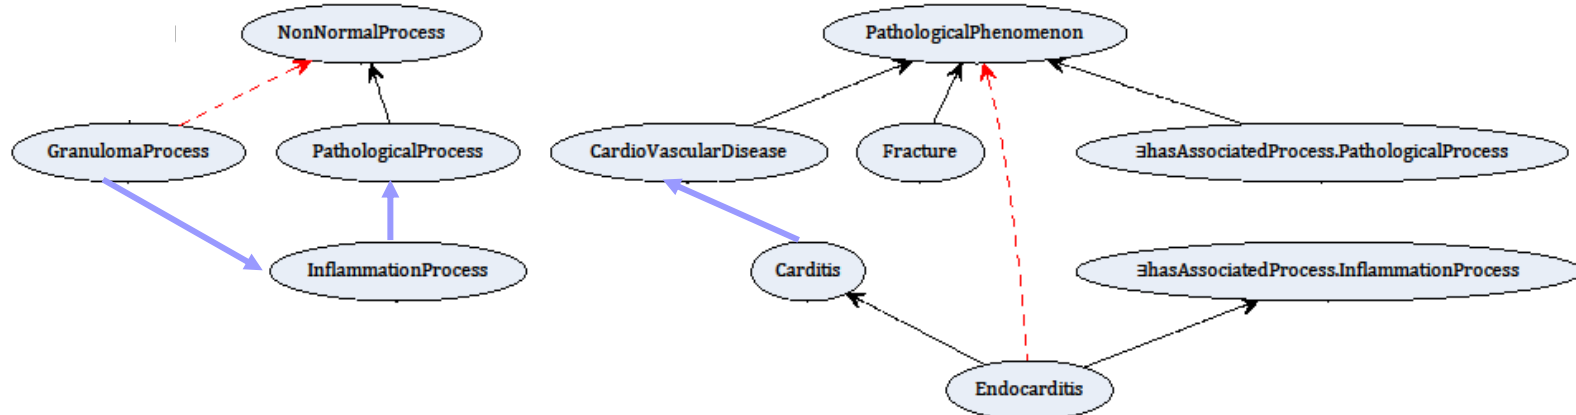 NonNormalProcess
PathologicalPhenomenon
GranulomaProcess
PathologicalProcess
CardioVascularDisease
Fracture
∃hasAssociatedProcess.PathologicalProcess
InflammationProcess
Carditis
∃hasAssociatedProcess.InflammationProcess
Endocarditis